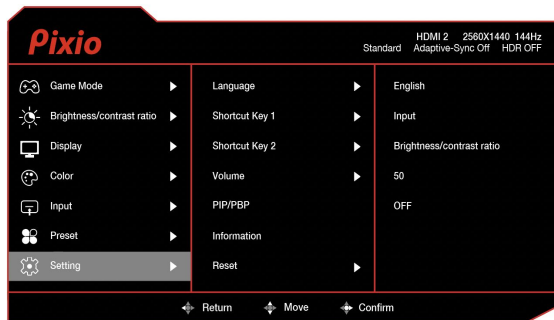 Pixio
HDMI 2 2560X1440 144Hz
Standard Adaptive-Sync Off HDR OFF
Game Mode Language English
Brightness/contrast ratio Shortcut Key 1 Input
Display Shortcut Key 2 Brightness/contrast ratio
Color Volume 50
Input PIP/PBP OFF
Preset Information
Setting Reset
Return Move Confirm